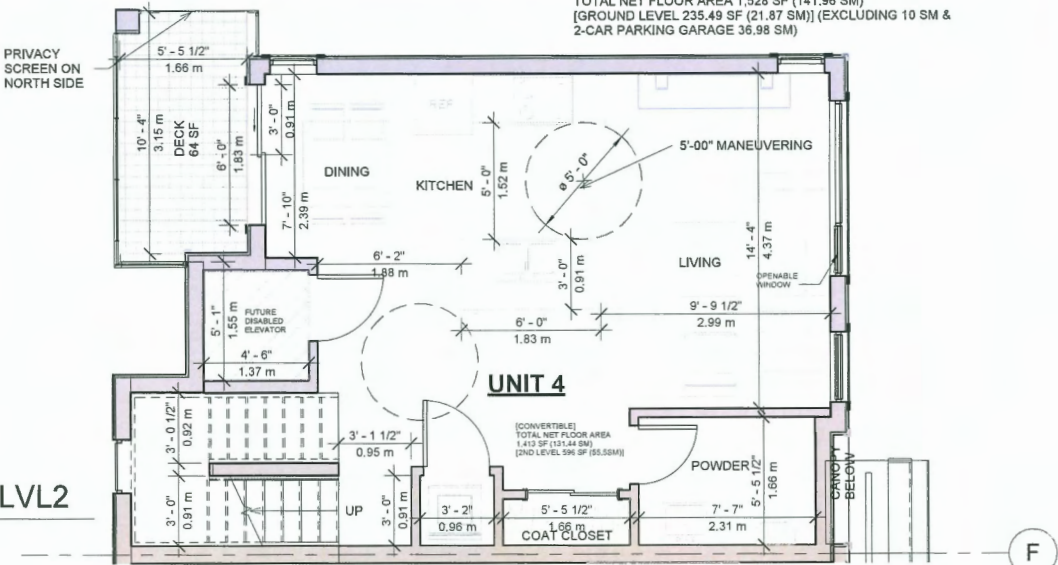 TOTAL NET FLOOR AREA 1,528 SF (141.96 SM)
[GROUND LEVEL 235.49 SF (21.87 SM)] (EXCLUDING 10 SM &
2-CAR PARKING GARAGE 36.98 SM)
PRIVACY
SCREEN ON
NORTH SIDE
5' - 5 1/2"
1.66 m
10' - 4"
3.15 m
DECK
64 SF
6' - 0"
1.83 m
3' - 0"
0.91 m
7' - 10"
2.39 m
DINING
REF
KITCHEN
5' - 0"
1.52 m
ø 5' - 0"
5'-00" MANEUVERING
3' - 0"
0.91 m
LIVING
14' - 4"
4.37 m
OPENABLE
WINDOW
6' - 2"
1.88 m
6' - 0"
1.83 m
9' - 9 1/2"
2.99 m
5' - 1"
1.55 m
FUTURE
DISABLED
ELEVATOR
4' - 6"
1.37 m
UNIT 4
[CONVERTIBLE]
TOTAL NET FLOOR AREA
1,413 SF (131.44 SM)
[2ND LEVEL 596 SF (55.5SM)]
3' - 0 1/2"
0.92 m
3' - 1 1/2"
0.95 m
LVL2
3' - 0"
0.91 m
UP
3' - 0"
0.91 m
3' - 2"
0.96 m
5' - 5 1/2"
1.66 m
COAT CLOSET
POWDER
5' - 5 1/2"
1.66 m
7' - 7"
2.31 m
CANOPY
BELOW
F